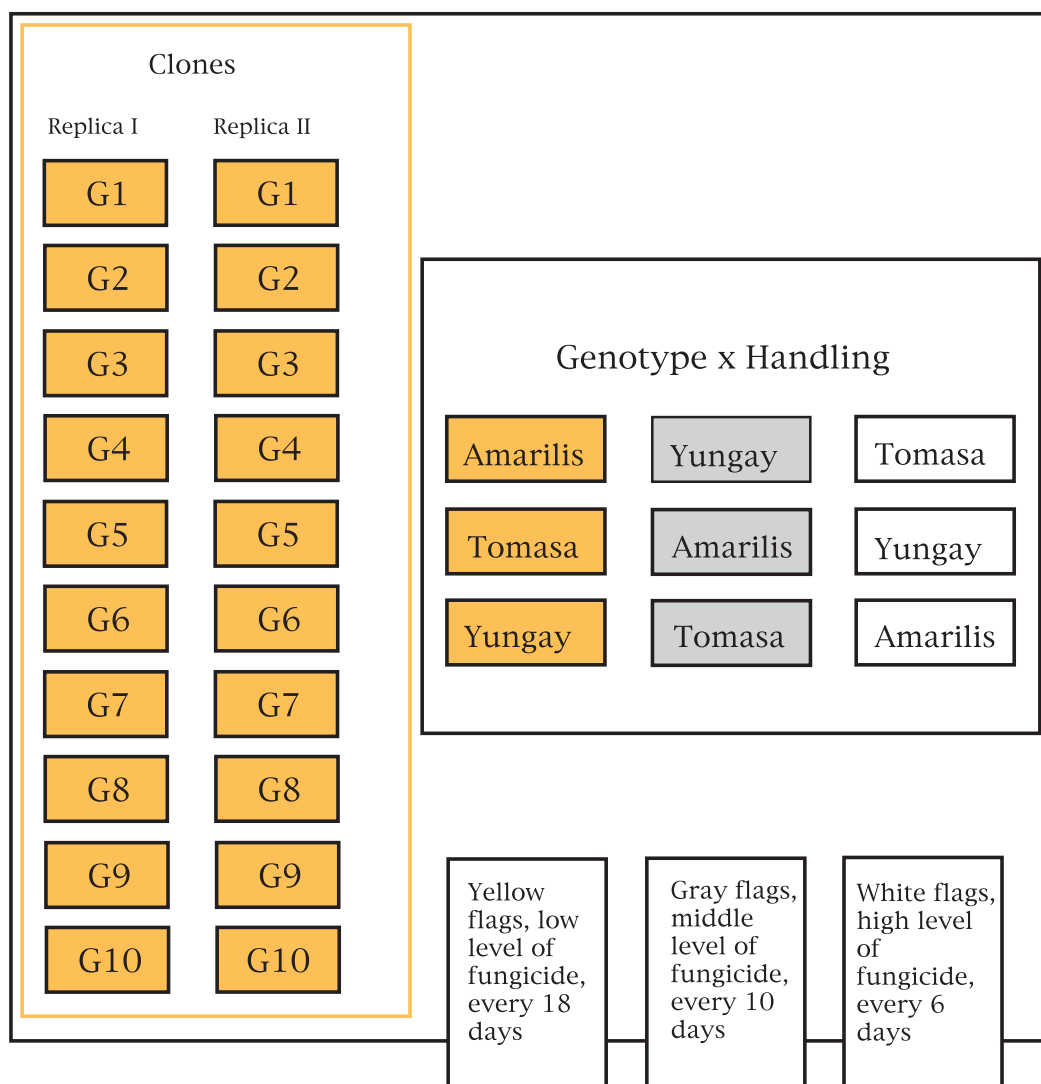 Clones
Replica I Replica II
G1 G1
G2 G2
G3 G3
G4 G4
G5 G5
G6 G6
G7 G7
G8 G8
G9 G9
G10 G10
Genotype x Handling
Amarilis Yungay Tomasa
Tomasa Amarilis Yungay
Yungay Tomasa Amarilis
Yellow
flags, low
level of
fungicide,
every 18
days
Gray flags,
middle
level of
fungicide,
every 10
days
White flags,
high level
of
fungicide,
every 6
days